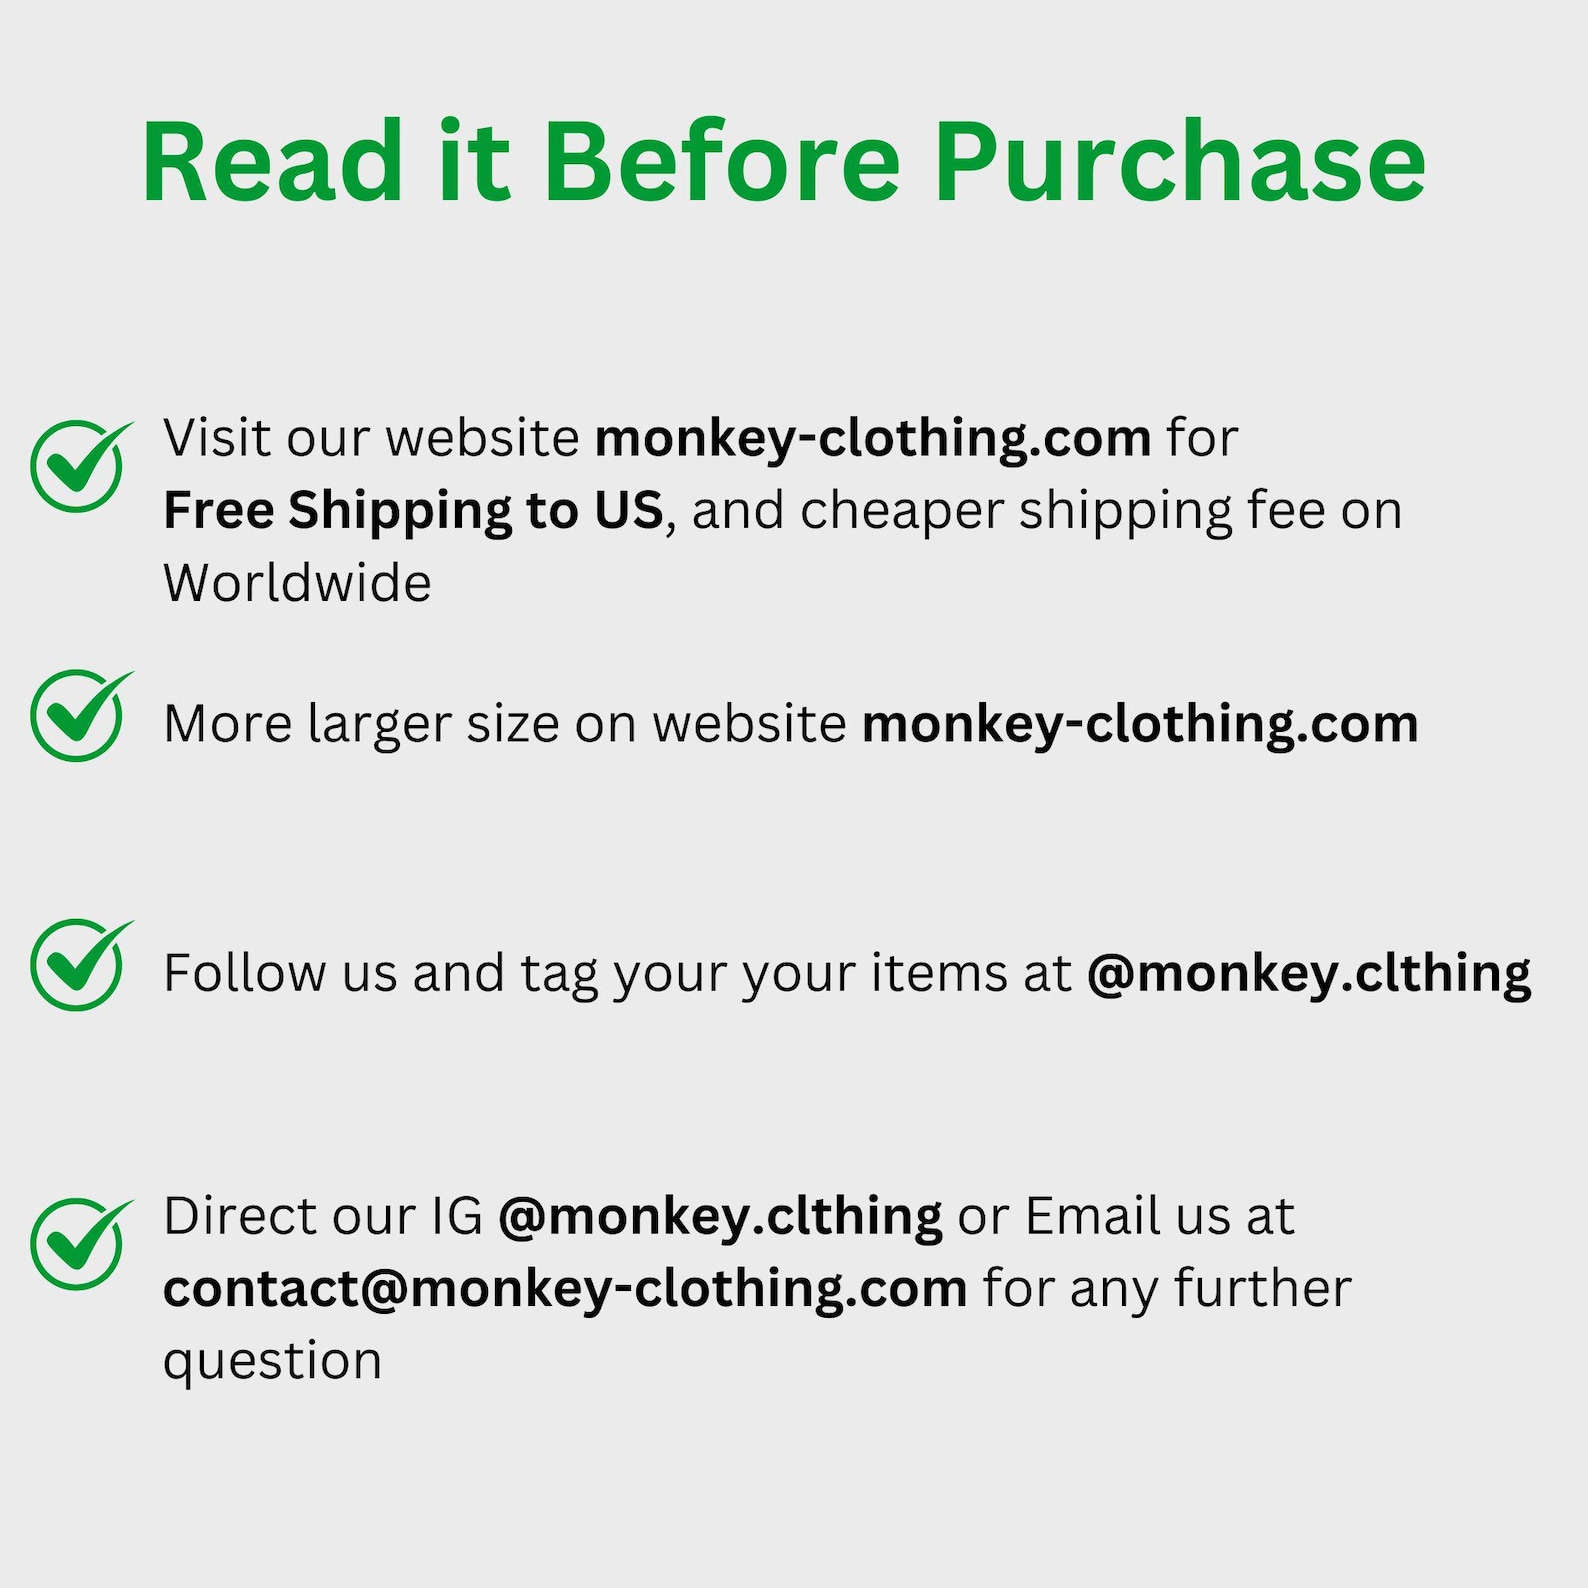 Read it Before Purchase
Visit our website monkey-clothing.com for
Free Shipping to US, and cheaper shipping fee on
Worldwide
More larger size on website monkey-clothing.com
Follow us and tag your your items at @monkey.clthing
Direct our IG @monkey.clthing or Email us at
contact@monkey-clothing.com for any further
question